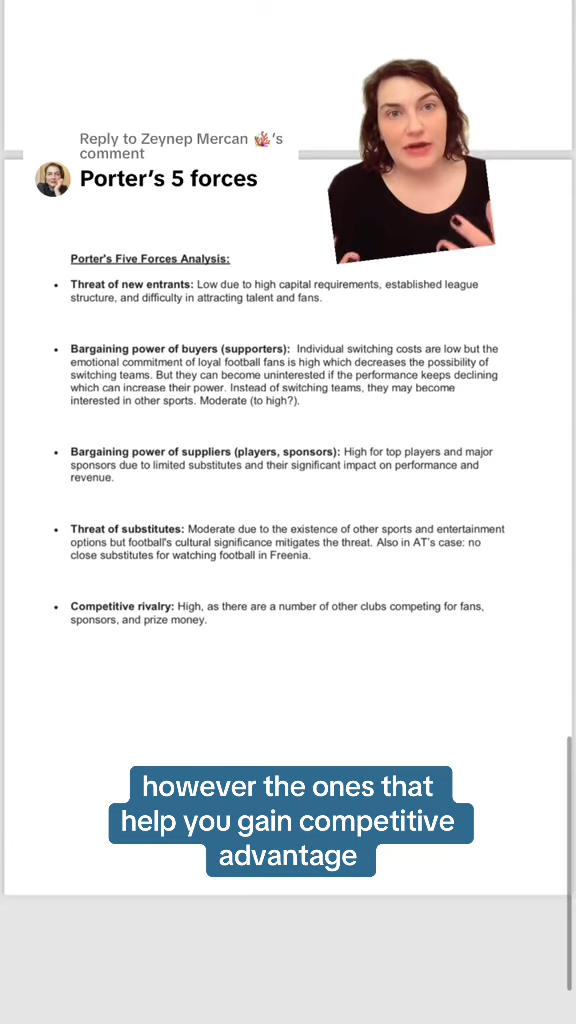 Reply to Zeynep Mercan 🪸's
comment
Porter's 5 forces
Porter's Five Forces Analysis:
• Threat of new entrants: Low due to high capital requirements, established league
structure, and difficulty in attracting talent and fans.
• Bargaining power of buyers (supporters):  Individual switching costs are low but the
emotional commitment of loyal football fans is high which decreases the possibility of
switching teams. But they can become uninterested if the performance keeps declining
which can increase their power. Instead of switching teams, they may become
interested in other sports. Moderate (to high?).
• Bargaining power of suppliers (players, sponsors): High for top players and major
sponsors due to limited substitutes and their significant impact on performance and
revenue.
• Threat of substitutes: Moderate due to the existence of other sports and entertainment
options but football's cultural significance mitigates the threat. Also in AT's case: no
close substitutes for watching football in Freenia.
• Competitive rivalry: High, as there are a number of other clubs competing for fans,
sponsors, and prize money.
however the ones that
help you gain competitive
advantage